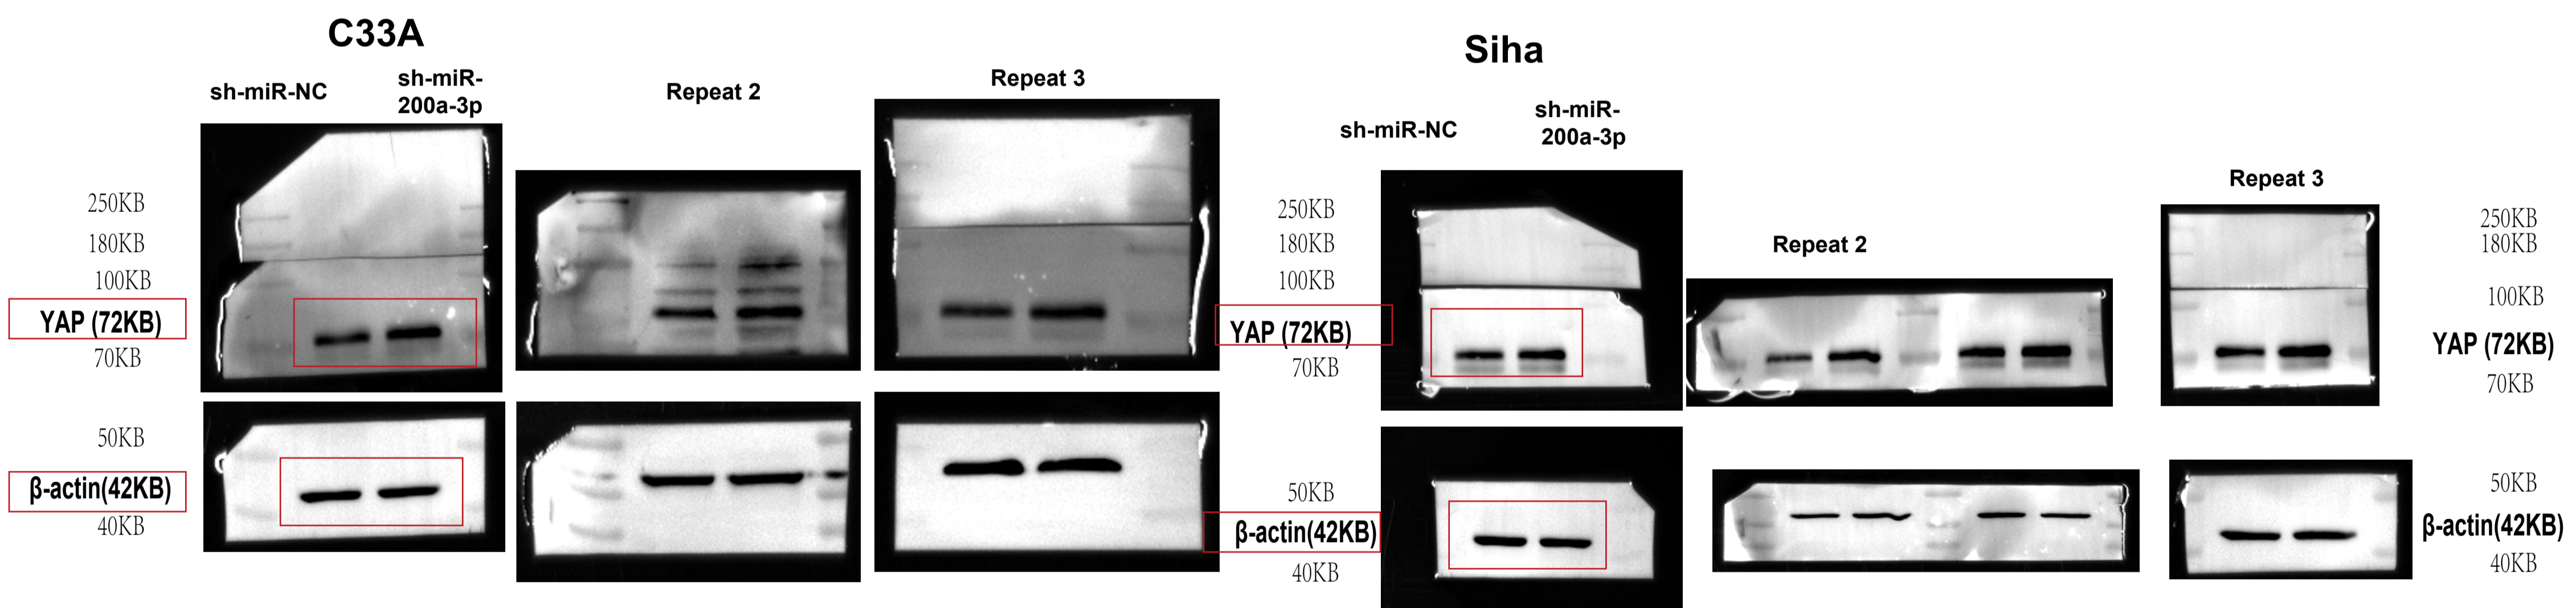 C33A
Siha
sh-miR-NC
sh-miR-
200a-3p
Repeat 2
Repeat 3
sh-miR-NC
sh-miR-
200a-3p
Repeat 2
Repeat 3
250KB
180KB
100KB
YAP (72KB)
70KB
50KB
β-actin(42KB)
40KB
250KB
180KB
100KB
YAP (72KB)
70KB
50KB
β-actin(42KB)
40KB
250KB
180KB
100KB
YAP (72KB)
70KB
50KB
β-actin(42KB)
40KB